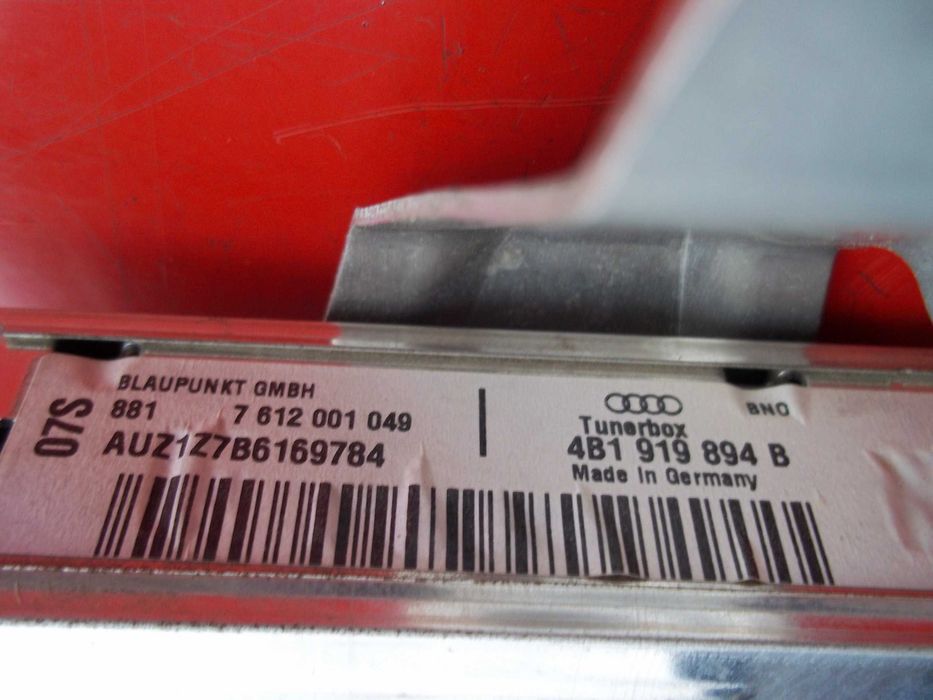 07S
BLAUPUNKT GMBH
881 7 612 001 049
AUZ1Z7B6169784
BNO
Tunerbox
4B1 919 894 B
Made In Germany